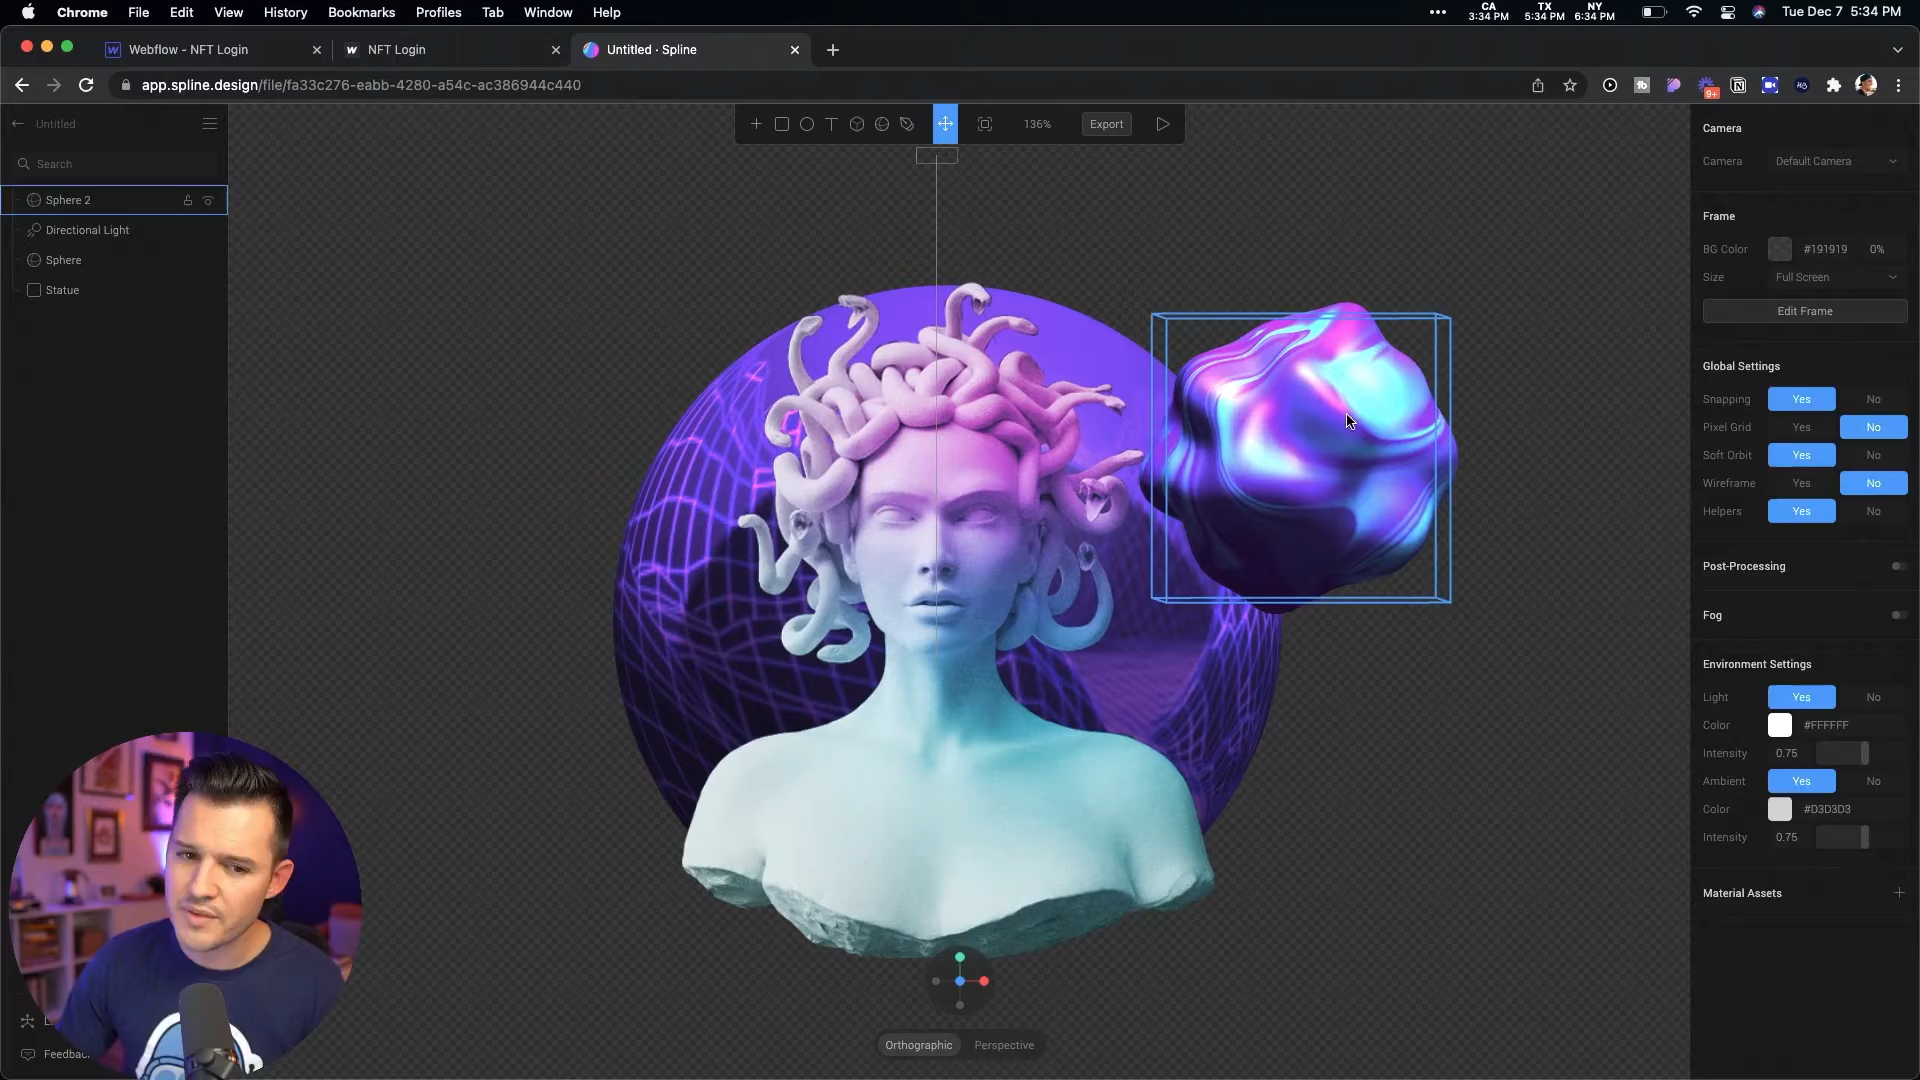 Chrome File Edit View History Bookmarks Profiles Tab Window Help
CA 3:34 PM
TX 5:34 PM
NY 6:34 PM
Tue Dec 7 5:34 PM
Webflow - NFT Login
NFT Login
Untitled - Spline
app.spline.design/file/fa33c276-eabb-4280-a54c-ac386944c440
9+
Untitled
136%
Export
Search
Sphere 2
Directional Light
Sphere
Statue
Camera
Camera Default Camera
Frame
BG Color #191919 0%
Size Full Screen
Edit Frame
Global Settings
Snapping Yes No
Pixel Grid Yes No
Soft Orbit Yes No
Wireframe Yes No
Helpers Yes No
Post-Processing
Fog
Environment Settings
Light Yes No
Color #FFFFFF
Intensity 0.75
Ambient Yes No
Color #D3D3D3
Intensity 0.75
Material Assets
Orthographic Perspective